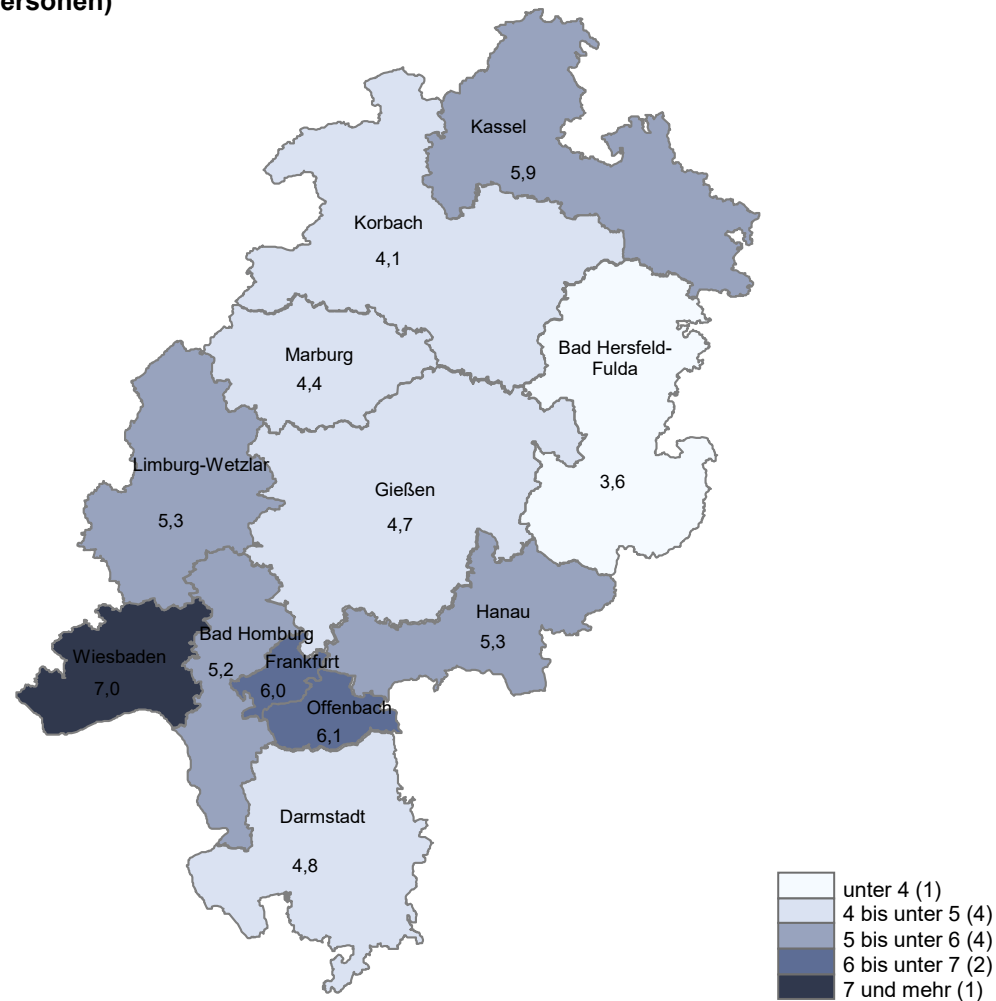 ersonen)
Kassel
5,9
Korbach
4,1
Bad Hersfeld-
Fulda
3,6
Marburg
4,4
Limburg-Wetzlar
5,3
Gießen
4,7
Hanau
5,3
Bad Homburg
5,2
Wiesbaden
7,0
Frankfurt
6,0
Offenbach
6,1
Darmstadt
4,8
unter 4 (1)
4 bis unter 5 (4)
5 bis unter 6 (4)
6 bis unter 7 (2)
7 und mehr (1)